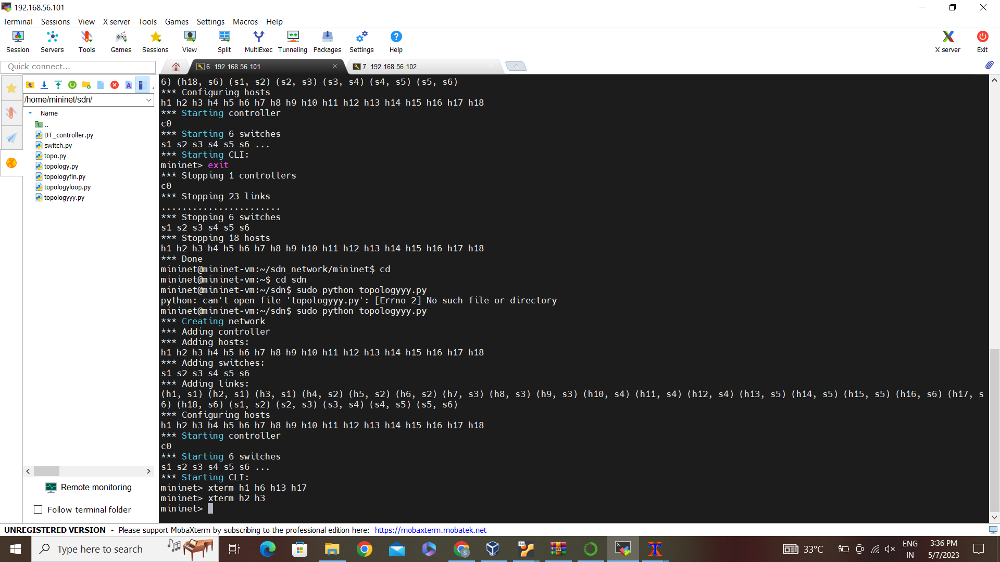 192.168.56.101
Terminal Sessions View X server Tools Games Settings Macros Help
Session Servers Tools Games Sessions View Split MultiExec Tunneling Packages Settings Help X server Exit
Quick connect...
6. 192.168.56.101
7. 192.168.56.102
/home/mininet/sdn/
Name
..
DT_controller.py
switch.py
topo.py
topology.py
topologyfin.py
topologyloop.py
topologyyy.py
Remote monitoring
Follow terminal folder
6) (h18, s6) (s1, s2) (s2, s3) (s3, s4) (s4, s5) (s5, s6)
*** Configuring hosts
h1 h2 h3 h4 h5 h6 h7 h8 h9 h10 h11 h12 h13 h14 h15 h16 h17 h18
*** Starting controller
c0
*** Starting 6 switches
s1 s2 s3 s4 s5 s6 ...
*** Starting CLI:
mininet> exit
*** Stopping 1 controllers
c0
*** Stopping 23 links
.......................
*** Stopping 6 switches
s1 s2 s3 s4 s5 s6
*** Stopping 18 hosts
h1 h2 h3 h4 h5 h6 h7 h8 h9 h10 h11 h12 h13 h14 h15 h16 h17 h18
*** Done
mininet@mininet-vm:~/sdn_network/mininet$ cd
mininet@mininet-vm:~$ cd sdn
mininet@mininet-vm:~/sdn$ sudo python topologyyy.py
python: can't open file 'topologyyy.py': [Errno 2] No such file or directory
mininet@mininet-vm:~/sdn$ sudo python topologyyy.py
*** Creating network
*** Adding controller
*** Adding hosts:
h1 h2 h3 h4 h5 h6 h7 h8 h9 h10 h11 h12 h13 h14 h15 h16 h17 h18
*** Adding switches:
s1 s2 s3 s4 s5 s6
*** Adding links:
(h1, s1) (h2, s1) (h3, s1) (h4, s2) (h5, s2) (h6, s2) (h7, s3) (h8, s3) (h9, s3) (h10, s4) (h11, s4) (h12, s4) (h13, s5) (h14, s5) (h15, s5) (h16, s6) (h17, s
6) (h18, s6) (s1, s2) (s2, s3) (s3, s4) (s4, s5) (s5, s6)
*** Configuring hosts
h1 h2 h3 h4 h5 h6 h7 h8 h9 h10 h11 h12 h13 h14 h15 h16 h17 h18
*** Starting controller
c0
*** Starting 6 switches
s1 s2 s3 s4 s5 s6 ...
*** Starting CLI:
mininet> xterm h1 h6 h13 h17
mininet> xterm h2 h3
mininet>
UNREGISTERED VERSION - Please support MobaXterm by subscribing to the professional edition here: https://mobaxterm.mobatek.net
Type here to search
33°C
ENG
IN
3:36 PM
5/7/2023